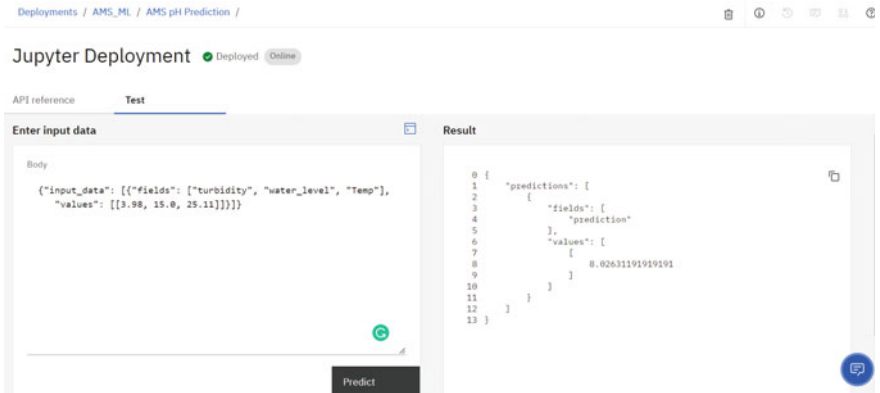 Deployments / AMS_ML / AMS pH Prediction /
Jupyter Deployment Deployed Online
API reference Test
Enter input data
Body
{"input_data": [{"fields": ["turbidity", "water_level", "Temp"],
"values": [[3.98, 15.0, 25.11]]}]}
Predict
Result
0 {
1 "predictions": [
2 {
3 "fields": [
4 "prediction"
5 ],
6 "values": [
7 [
8 8.02631191919191
9 ]
10 ]
11 }
12 ]
13 }